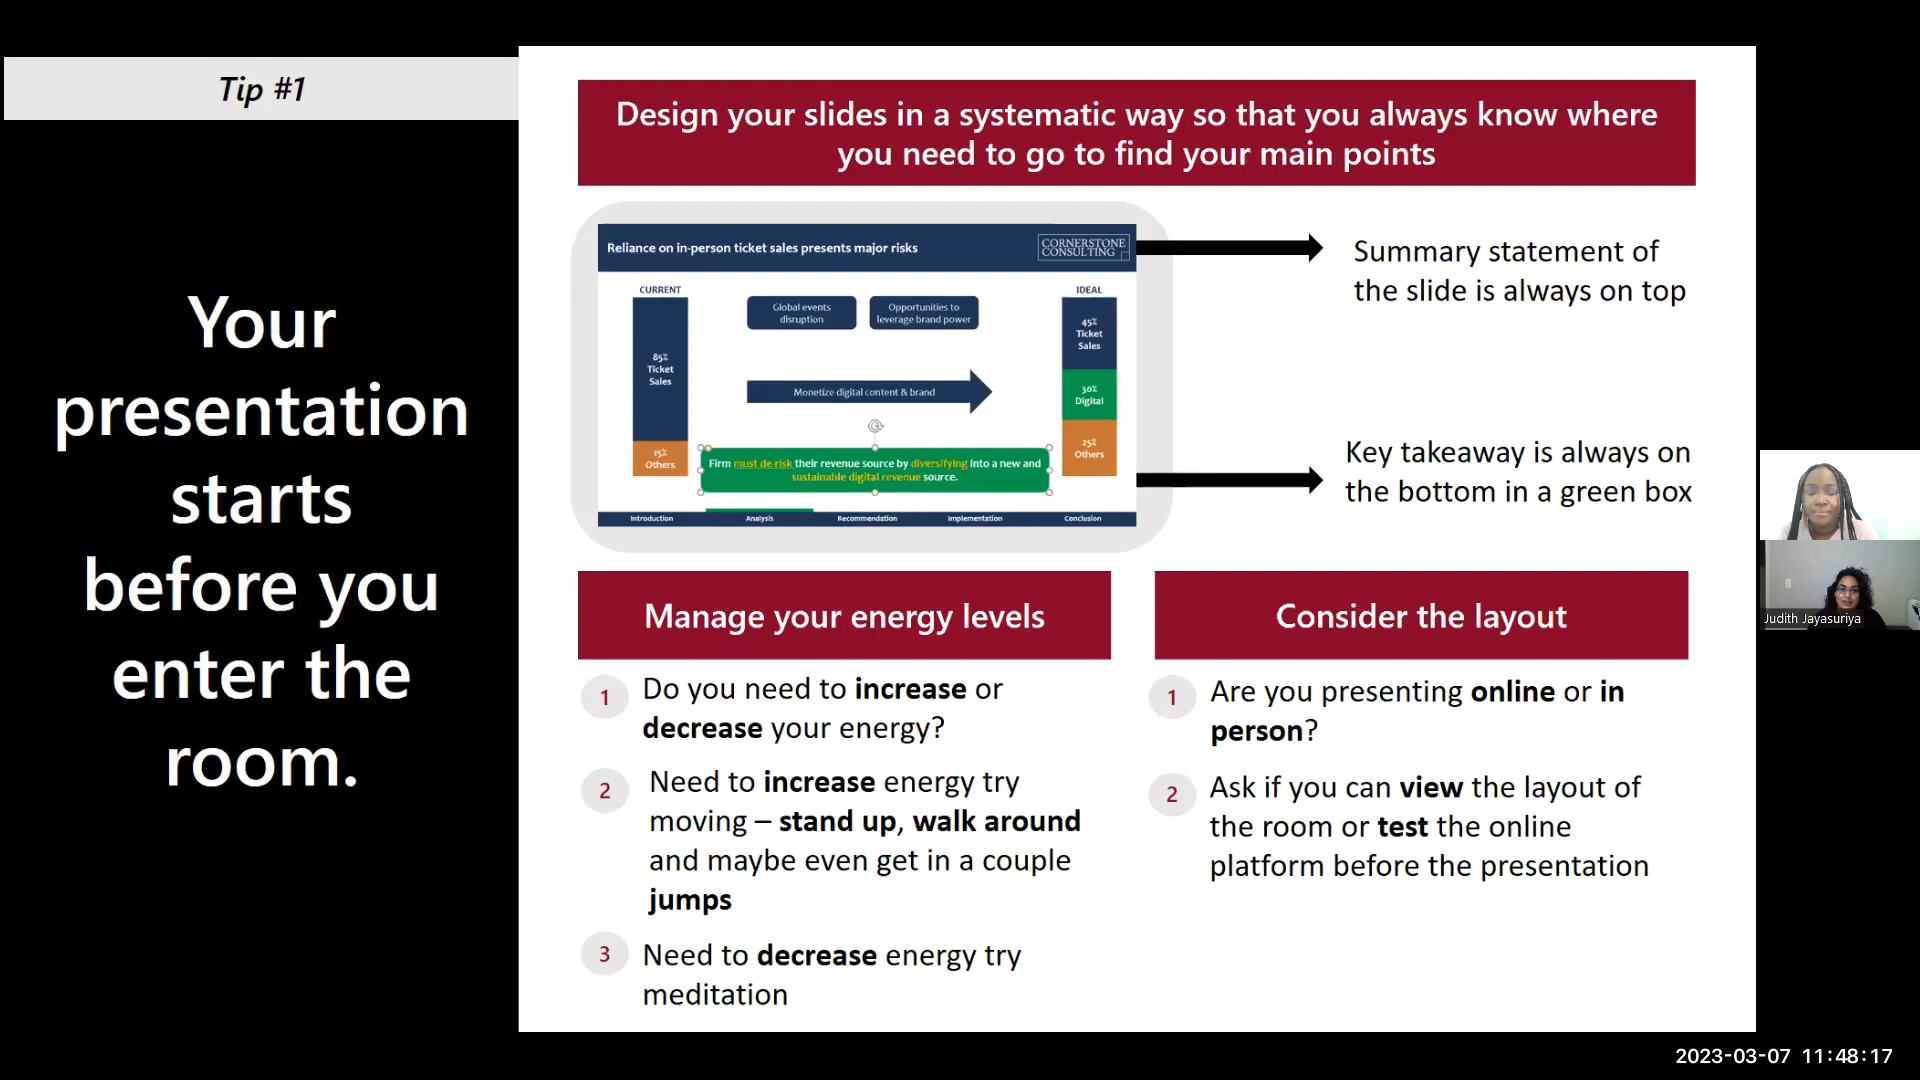 Tip #1
Your
presentation
starts
before you
enter the
room.
Design your slides in a systematic way so that you always know where
you need to go to find your main points
Reliance on in-person ticket sales presents major risks
CORNERSTONE
CONSULTING
CURRENT
85%
Ticket
Sales
15%
Others
Global events
disruption
Opportunities to
leverage brand power
Monetize digital content & brand
IDEAL
45%
Ticket
Sales
30%
Digital
25%
Others
Firm must de-risk their revenue source by diversifying into a new and
sustainable digital revenue source.
Introduction
Analysis
Recommendation
Implementation
Conclusion
Summary statement of
the slide is always on top
Key takeaway is always on
the bottom in a green box
Manage your energy levels
1
Do you need to increase or
decrease your energy?
2
Need to increase energy try
moving – stand up, walk around
and maybe even get in a couple
jumps
3
Need to decrease energy try
meditation
Consider the layout
1
Are you presenting online or in
person?
2
Ask if you can view the layout of
the room or test the online
platform before the presentation
Judith Jayasuriya
2023-03-07 11:48:17